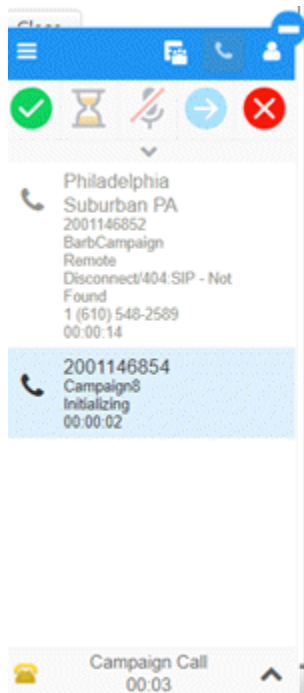 Philadelphia
Suburban PA
2001146852
BarbCampaign
Remote
Disconnect/404:SIP - Not
Found
1 (610) 548-2589
00:00:14
2001146854
Campaign8
Initializing
00:00:02
Campaign Call
00:03